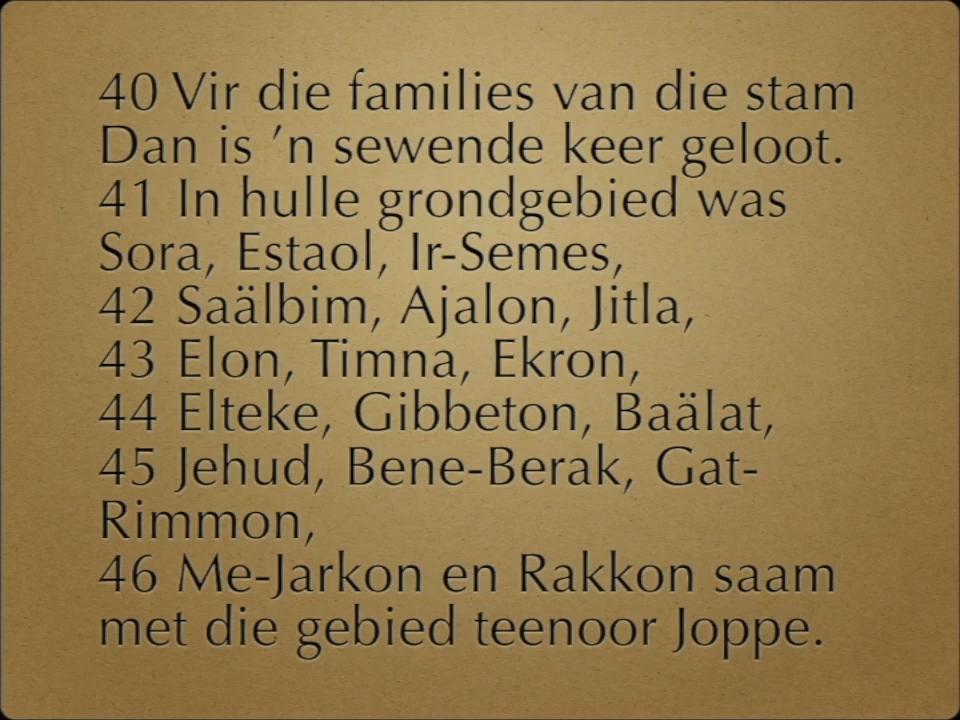 40 Vir die families van die stam
Dan is ’n sewende keer geloot.
41 In hulle grondgebied was
Sora, Estaol, Ir-Semes,
42 Saälbim, Ajalon, Jitla,
43 Elon, Timna, Ekron,
44 Elteke, Gibbeton, Baälat,
45 Jehud, Bene-Berak, Gat-
Rimmon,
46 Me-Jarkon en Rakkon saam
met die gebied teenoor Joppe.